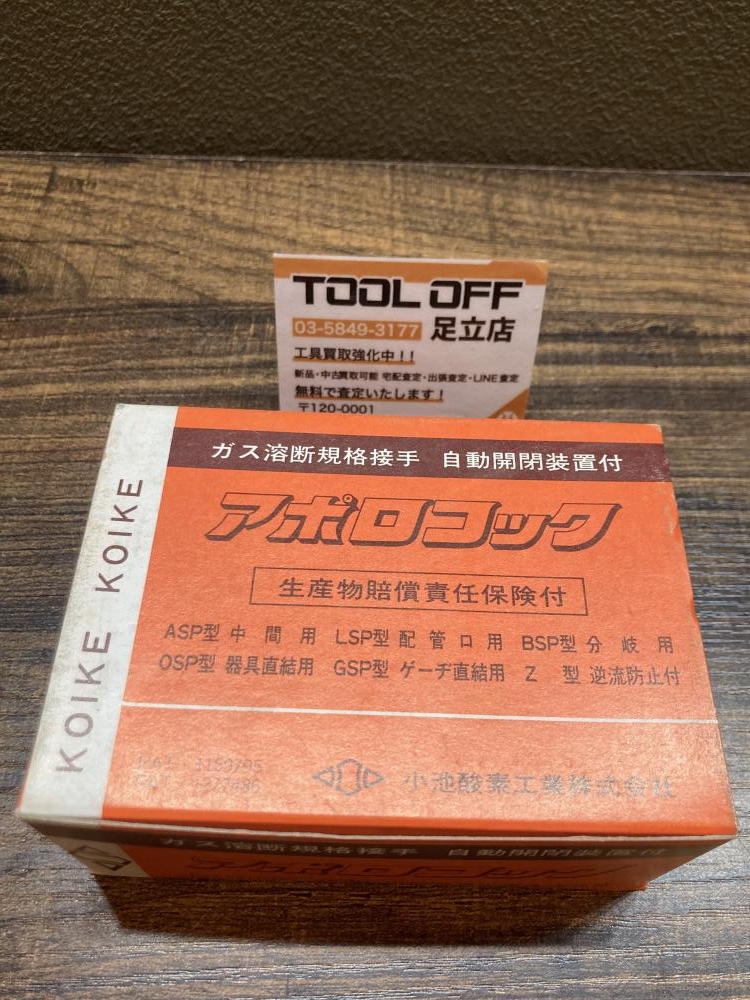 TOOL OFF
03-5849-3177 足立店
工具買取強化中!!
新品・中古買取可能 宅配査定・出張査定・LINE査定
無料で査定いたします!
〒120-0001
ガス溶断規格接手 自動開閉装置付
アポロコック
生産物賠償責任保険付
ASP型 中間用 LSP型 配管口用 BSP型 分岐用
OSP型 器具直結用 GSP型 ゲーヂ直結用 Z型 逆流防止付
小池酸素工業株式会社
KOIKE KOIKE
ガス溶断規格接手 自動開閉装置付
アポロコック